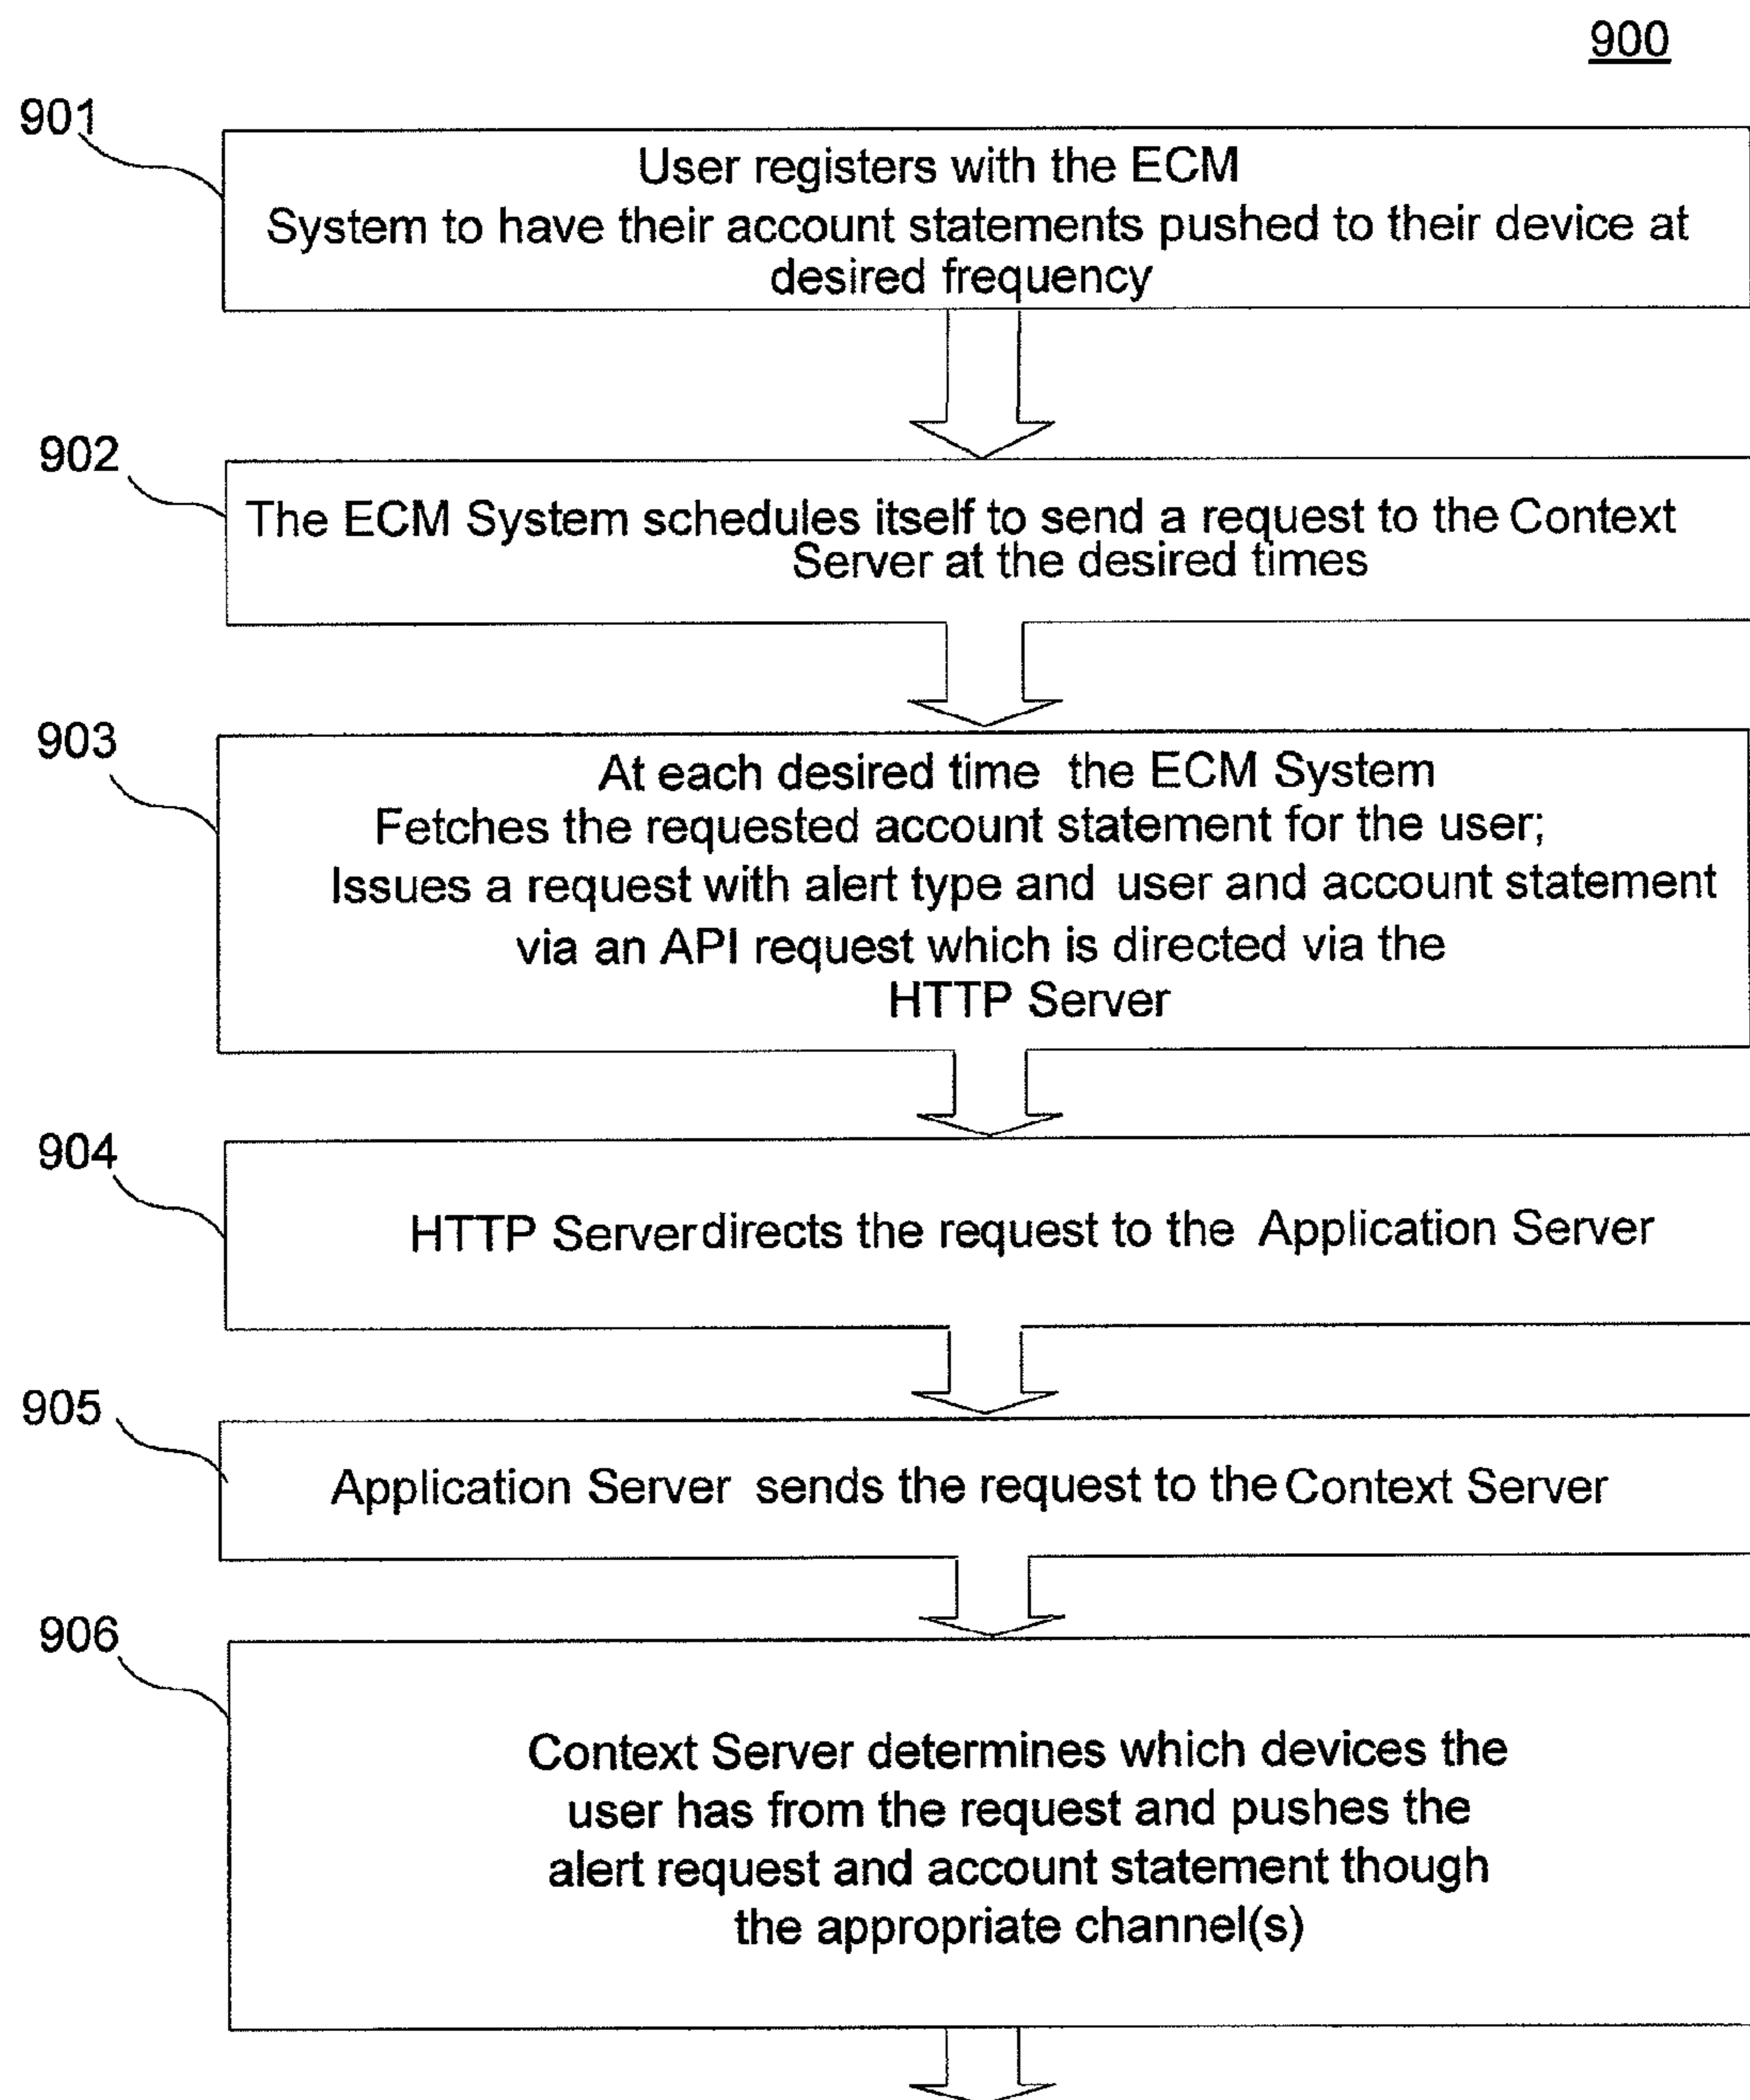 900
901
User registers with the ECM
System to have their account statements pushed to their device at
desired frequency
902
The ECM System schedules itself to send a request to the Context
Server at the desired times
903
At each desired time the ECM System
Fetches the requested account statement for the user;
Issues a request with alert type and user and account statement
via an API request which is directed via the
HTTP Server
904
HTTP Server directs the request to the Application Server
905
Application Server sends the request to the Context Server
906
Context Server determines which devices the
user has from the request and pushes the
alert request and account statement though
the appropriate channel(s)